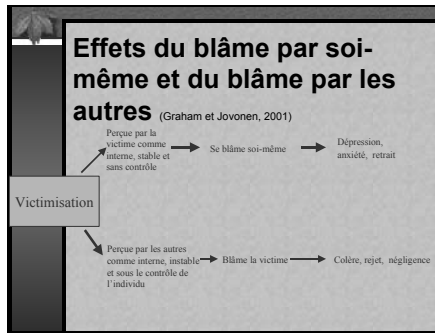 Effets du blâme par soi-
même et du blâme par les
autres (Graham et Jovonen, 2001)
Perçue par la
victime comme
interne, stable et
sans contrôle
Se blâme soi-même
Dépression,
anxiété, retrait
Victimisation
Perçue par les autres
comme interne, instable
et sous le contrôle de
l'individu
Blâme la victime
Colère, rejet, négligence